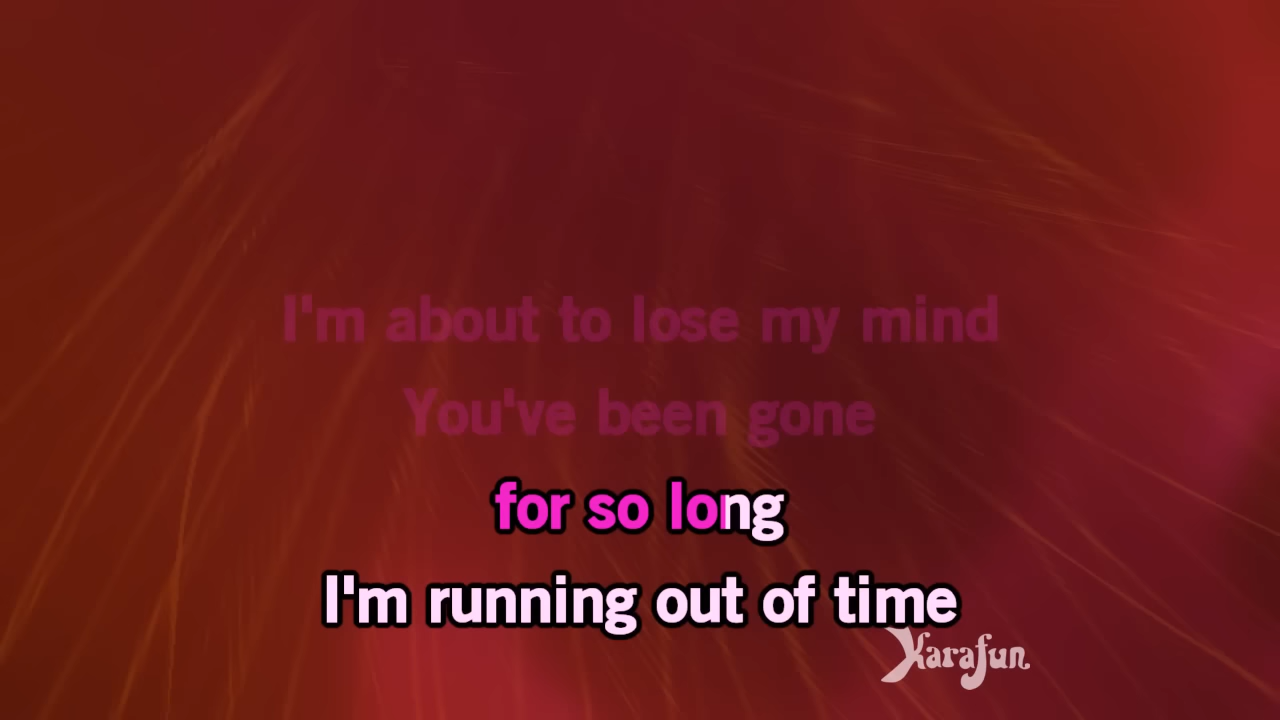 I'm about to lose my mind
You've been gone
for so long
I'm running out of time
Karafun